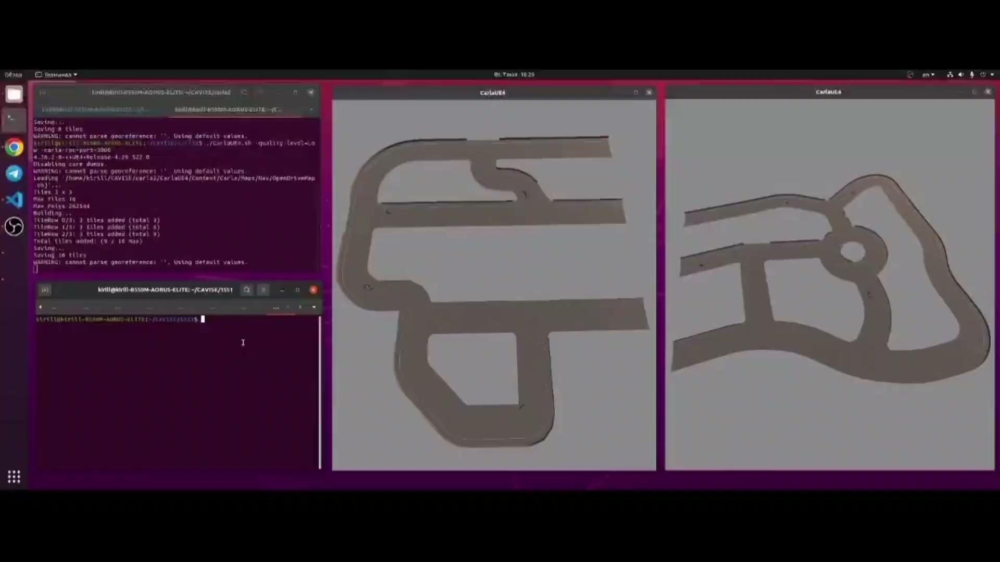 Обзор
Терминал
Вт, 7 мая 18:29
en
kirill@kirill-B550M-AORUS-ELITE: ~/CAVISE/carla2
kirill@kirill-B550M-AORUS-ELITE: ~/C...
Saving...
Saving 8 tiles
WARNING: cannot parse georeference: ''. Using default values.
./CarlaUE4.sh -quality-level=Lo
w -carla-rpc-port=3000
4.26.2-0+++UE4+Release-4.26 522 0
Disabling core dumps.
WARNING: cannot parse georeference: ''. Using default values.
Loading '/home/kirill/CAVISE/carla2/CarlaUE4/Content/Carla/Maps/Nav/OpenDriveMap
.obj'...
Tiles 3 x 3
Max Tiles 16
Max Polys 262144
Building...
TileRow 0/3: 3 tiles added (total 3)
TileRow 1/3: 3 tiles added (total 6)
TileRow 2/3: 3 tiles added (total 9)
Total tiles added: (9 / 16 Max)
Saving...
Saving 16 tiles
WARNING: cannot parse georeference: ''. Using default values.
kirill@kirill-B550M-AORUS-ELITE: ~/CAVISE/1551
kirill@kirill-B550M-AORUS-ELITE:~/CAVISE/1551$
CarlaUE4
CarlaUE4